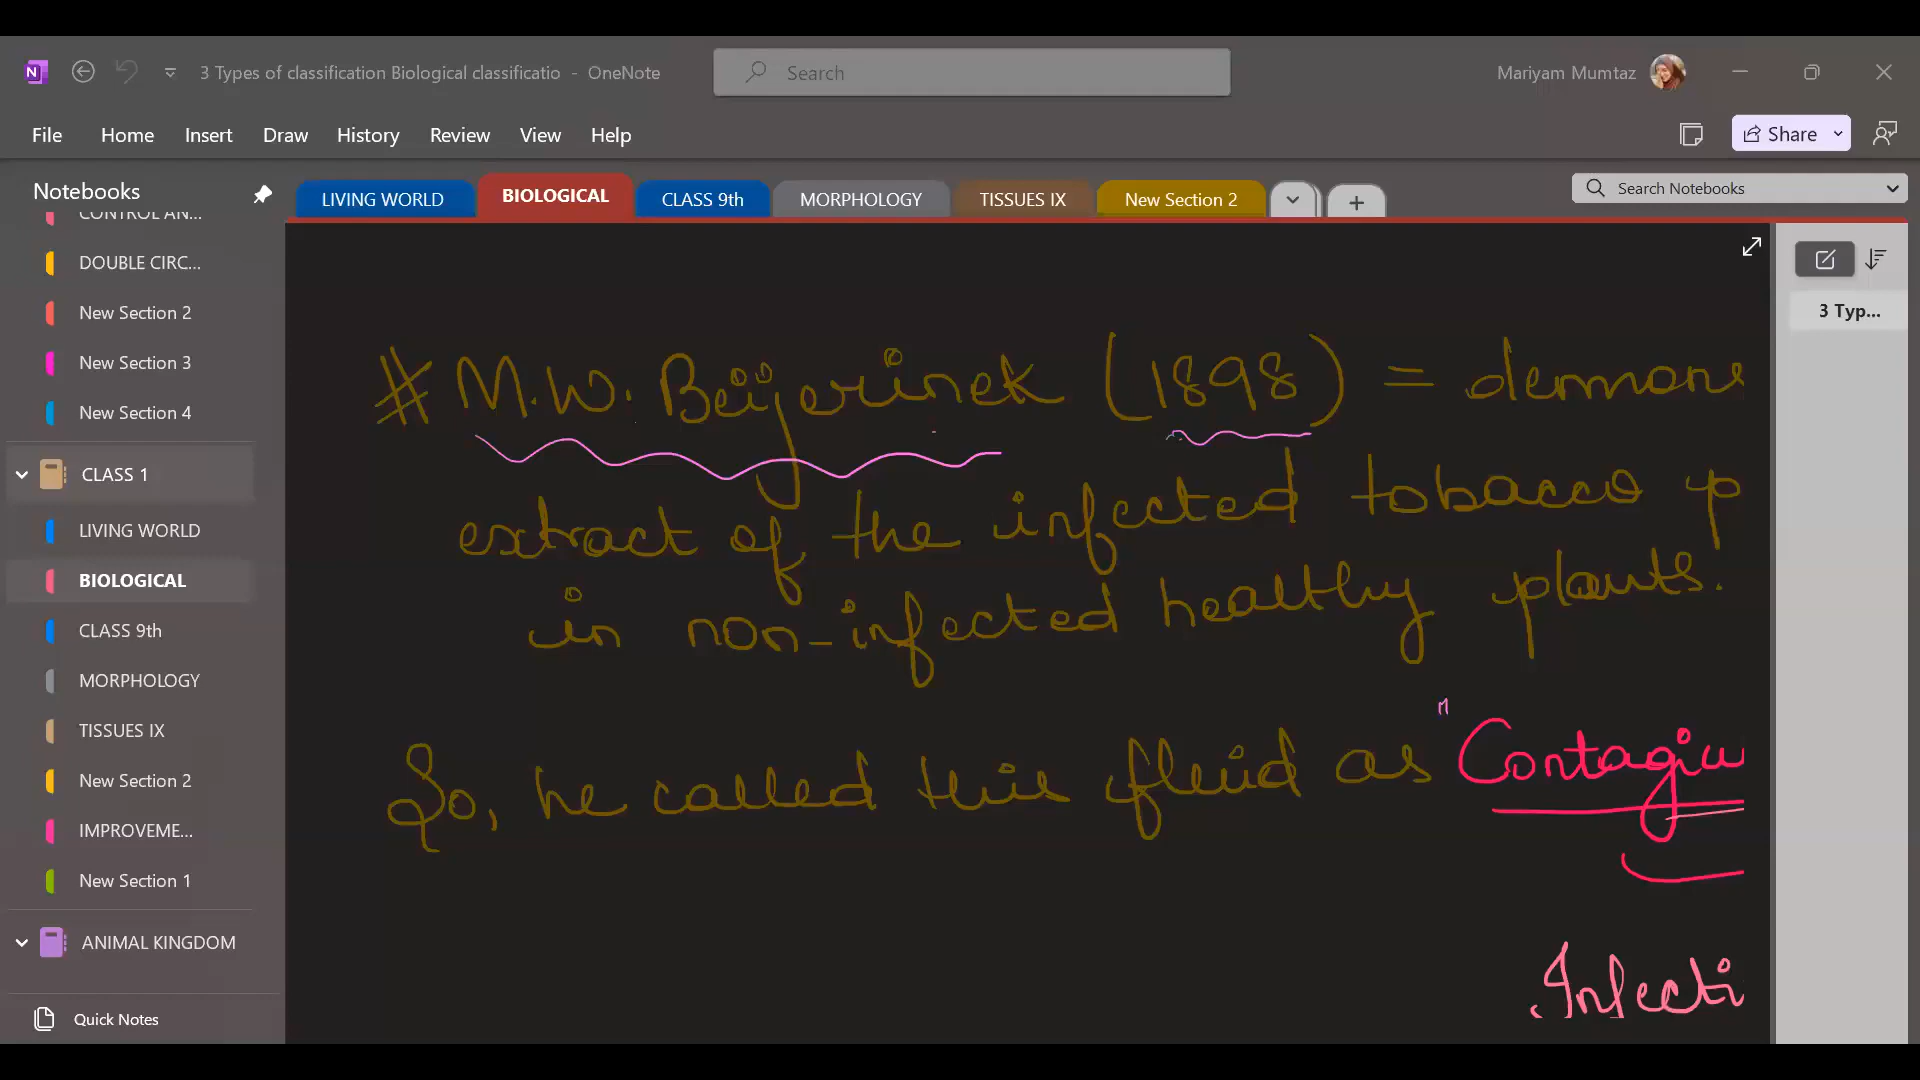 3 Types of classification Biological classificatio - OneNote
Search
Mariyam Mumtaz
File Home Insert Draw History Review View Help
Share
Notebooks
LIVING WORLD BIOLOGICAL CLASS 9th MORPHOLOGY TISSUES IX New Section 2
Search Notebooks
CONTROL AN...
DOUBLE CIRC...
New Section 2
New Section 3
New Section 4
CLASS 1
LIVING WORLD
BIOLOGICAL
CLASS 9th
MORPHOLOGY
TISSUES IX
New Section 2
IMPROVEME...
New Section 1
ANIMAL KINGDOM
Quick Notes
# M.W. Beijerinek (1898) = demons
extract of the infected tobacco p
in non-infected healthy plants.
So, he called this fluid as "Contagiu
Infecti
3 Typ...